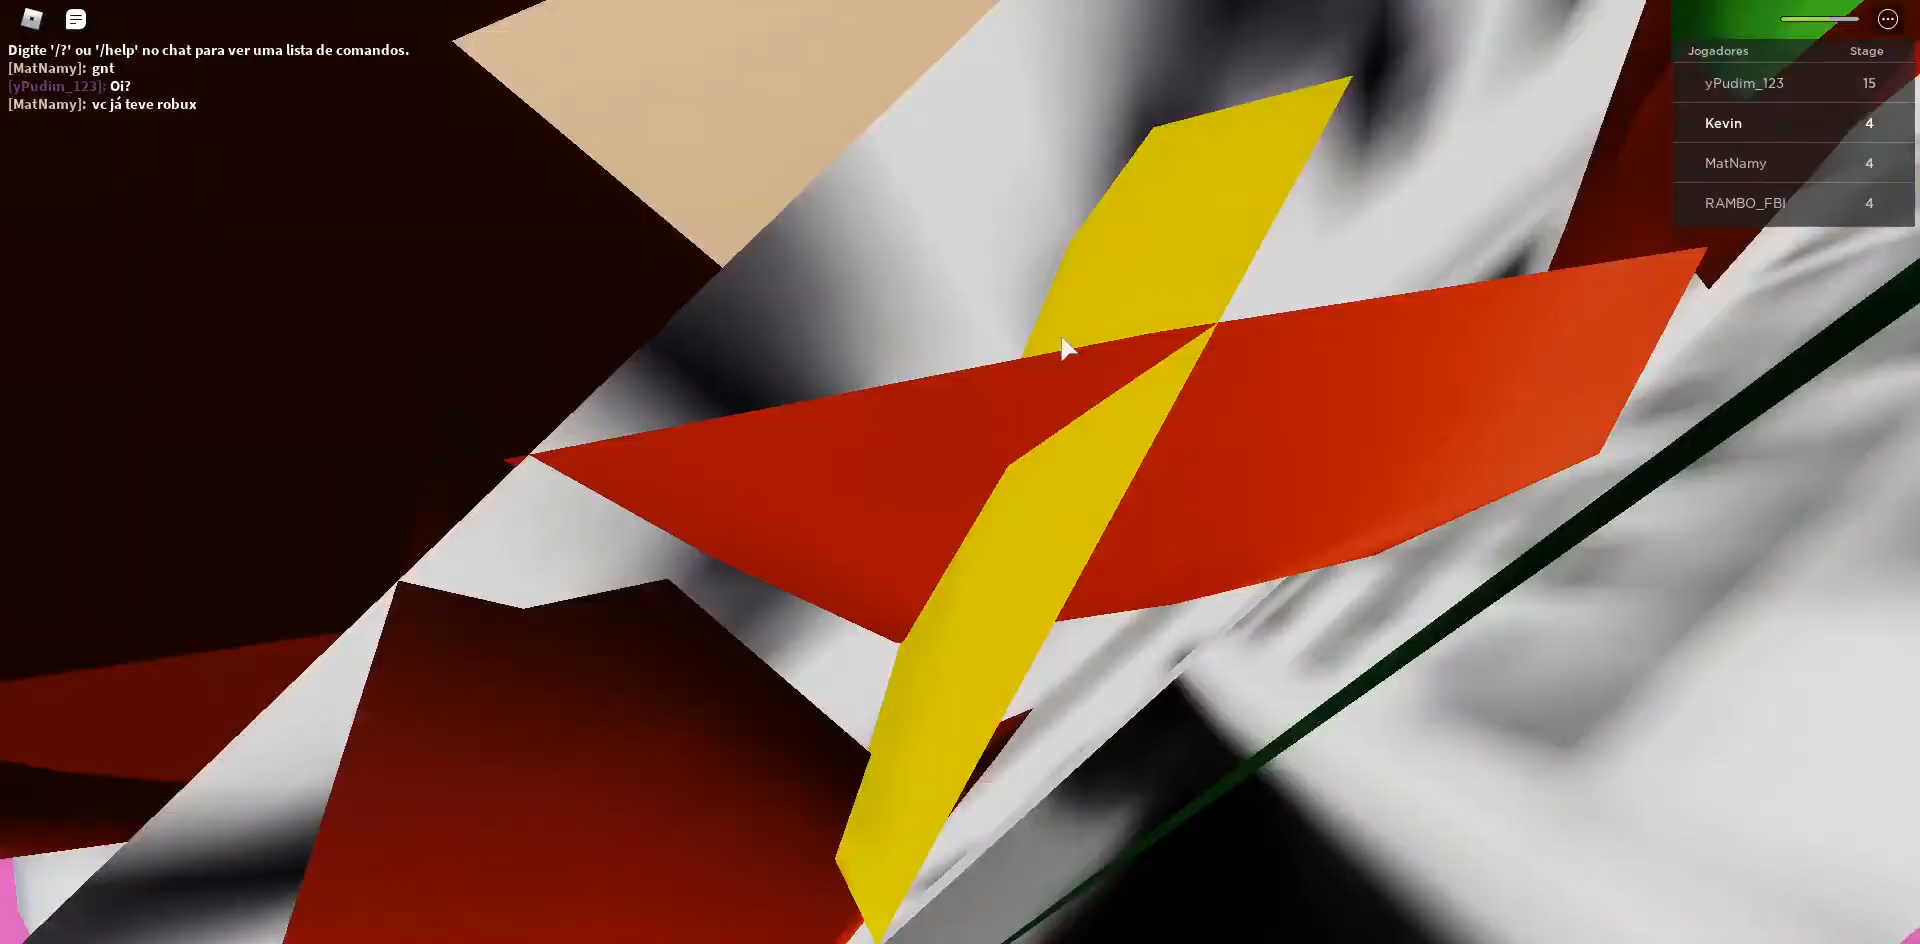 Digite '/?' ou '/help' no chat para ver uma lista de comandos.
[MatNamy]: gnt
[yPudim_123]: Oi?
[MatNamy]: vc já teve robux
Jogadores Stage
yPudim_123 15
Kevin 4
MatNamy 4
RAMBO_FBI 4